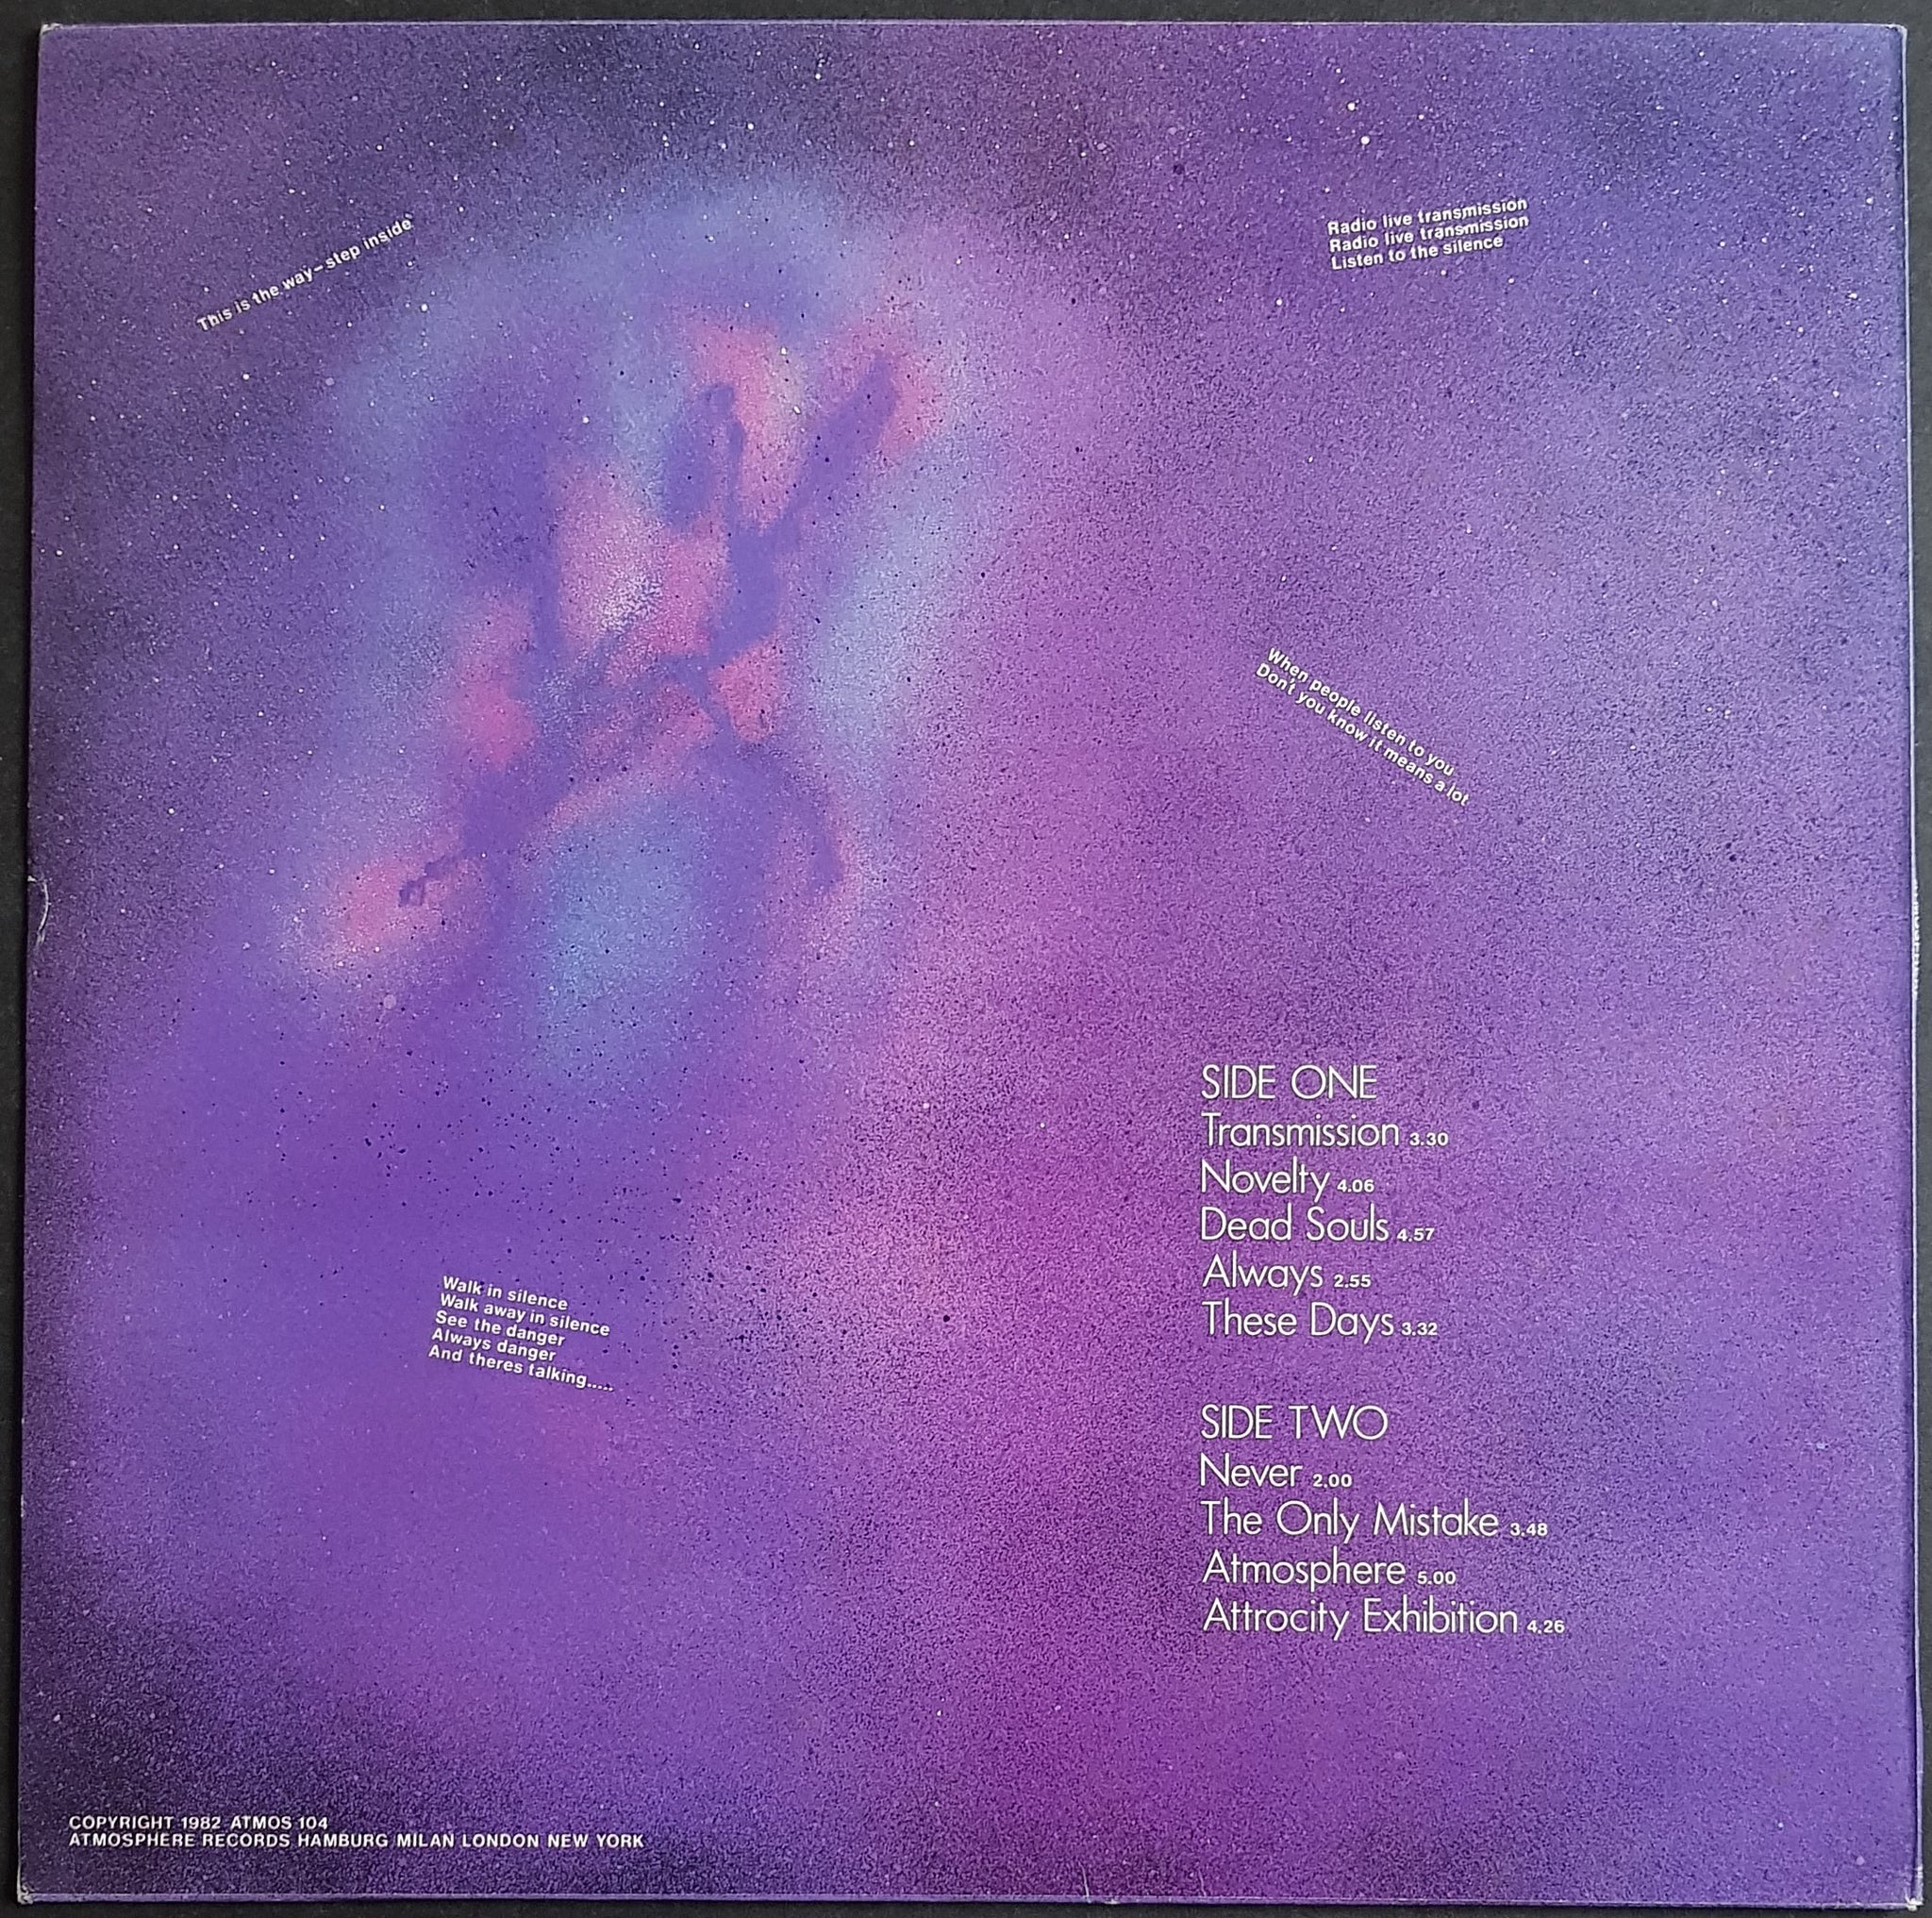 This is the way-step inside
Radio live transmission
Radio live transmission
Listen to the silence
When people listen to you
Don't you know it means a lot
SIDE ONE
Transmission 3.30
Novelty 4.06
Dead Souls 4.57
Always 2.55
These Days 3.32
Walk in silence
Walk away in silence
See the danger
Always danger
And theres talking.....
SIDE TWO
Never 2.00
The Only Mistake 3.48
Atmosphere 5.00
Attrocity Exhibition 4.26
COPYRIGHT 1982 ATMOS 104
ATMOSPHERE RECORDS HAMBURG MILAN LONDON NEW YORK